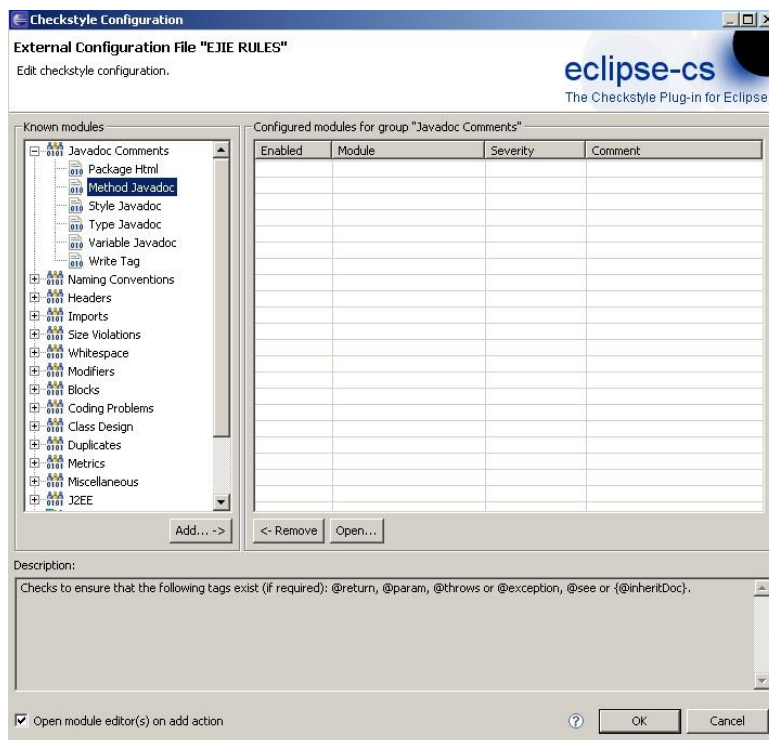 Checkstyle Configuration
External Configuration File "EJIE RULES"
Edit checkstyle configuration.
eclipse-cs
The Checkstyle Plug-in for Eclipse
Known modules
Javadoc Comments
Package Html
Method Javadoc
Style Javadoc
Type Javadoc
Variable Javadoc
Write Tag
Naming Conventions
Headers
Imports
Size Violations
Whitespace
Modifiers
Blocks
Coding Problems
Class Design
Duplicates
Metrics
Miscellaneous
J2EE
Add... ->
Configured modules for group "Javadoc Comments"
Enabled Module Severity Comment
<- Remove Open...
Description:
Checks to ensure that the following tags exist (if required): @return, @param, @throws or @exception, @see or {@inheritDoc}.
Open module editor(s) on add action
? OK Cancel